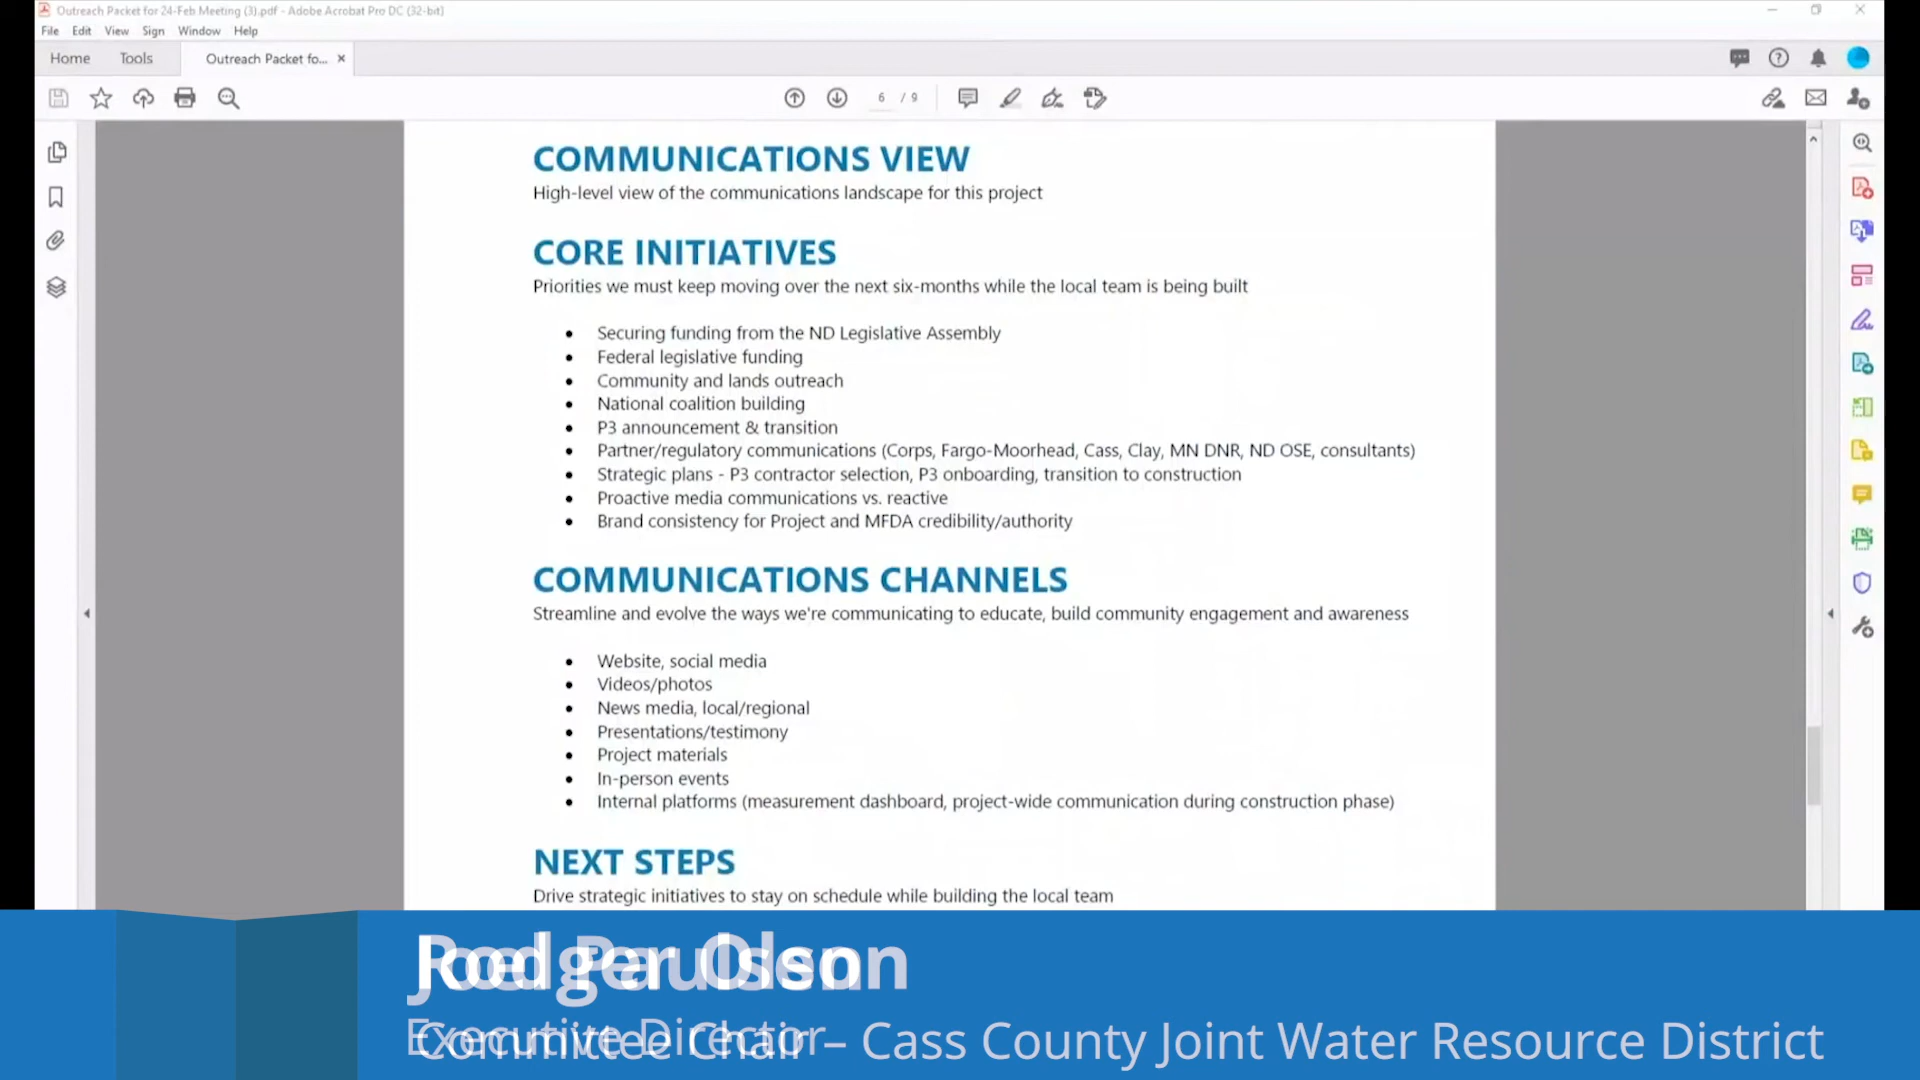 Outreach Packet for 24-Feb Meeting (3).pdf - Adobe Acrobat Pro DC (32-bit)
File Edit View Sign Window Help
Home Tools Outreach Packet fo... ×
6 / 9
COMMUNICATIONS VIEW
High-level view of the communications landscape for this project
CORE INITIATIVES
Priorities we must keep moving over the next six-months while the local team is being built
• Securing funding from the ND Legislative Assembly
• Federal legislative funding
• Community and lands outreach
• National coalition building
• P3 announcement & transition
• Partner/regulatory communications (Corps, Fargo-Moorhead, Cass, Clay, MN DNR, ND OSE, consultants)
• Strategic plans - P3 contractor selection, P3 onboarding, transition to construction
• Proactive media communications vs. reactive
• Brand consistency for Project and MFDA credibility/authority
COMMUNICATIONS CHANNELS
Streamline and evolve the ways we're communicating to educate, build community engagement and awareness
• Website, social media
• Videos/photos
• News media, local/regional
• Presentations/testimony
• Project materials
• In-person events
• Internal platforms (measurement dashboard, project-wide communication during construction phase)
NEXT STEPS
Drive strategic initiatives to stay on schedule while building the local team
Rodger Olson
Joel Paulsen
Committee Chair – Cass County Joint Water Resource District
Executive Director